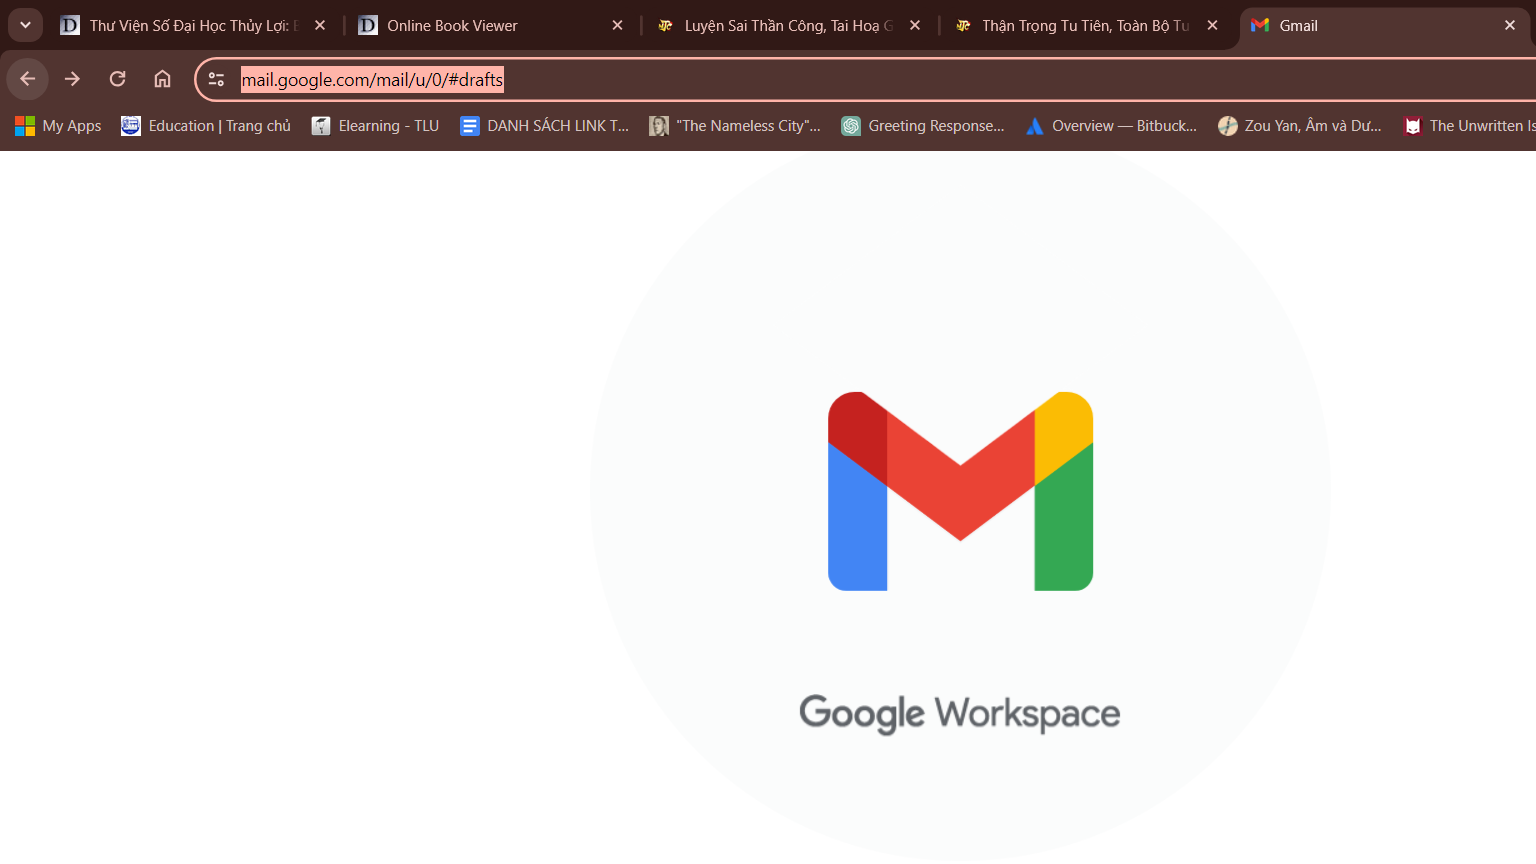 Thư Viện Số Đại Học Thủy Lợi:
Online Book Viewer
Luyện Sai Thần Công, Tai Hoạ G
Thận Trọng Tu Tiên, Toàn Bộ Tu
Gmail
mail.google.com/mail/u/0/#drafts
My Apps
Education | Trang chủ
Elearning - TLU
DANH SÁCH LINK T...
"The Nameless City"...
Greeting Response...
Overview — Bitbuck...
Zou Yan, Âm và Dư...
The Unwritten Is
Google Workspace